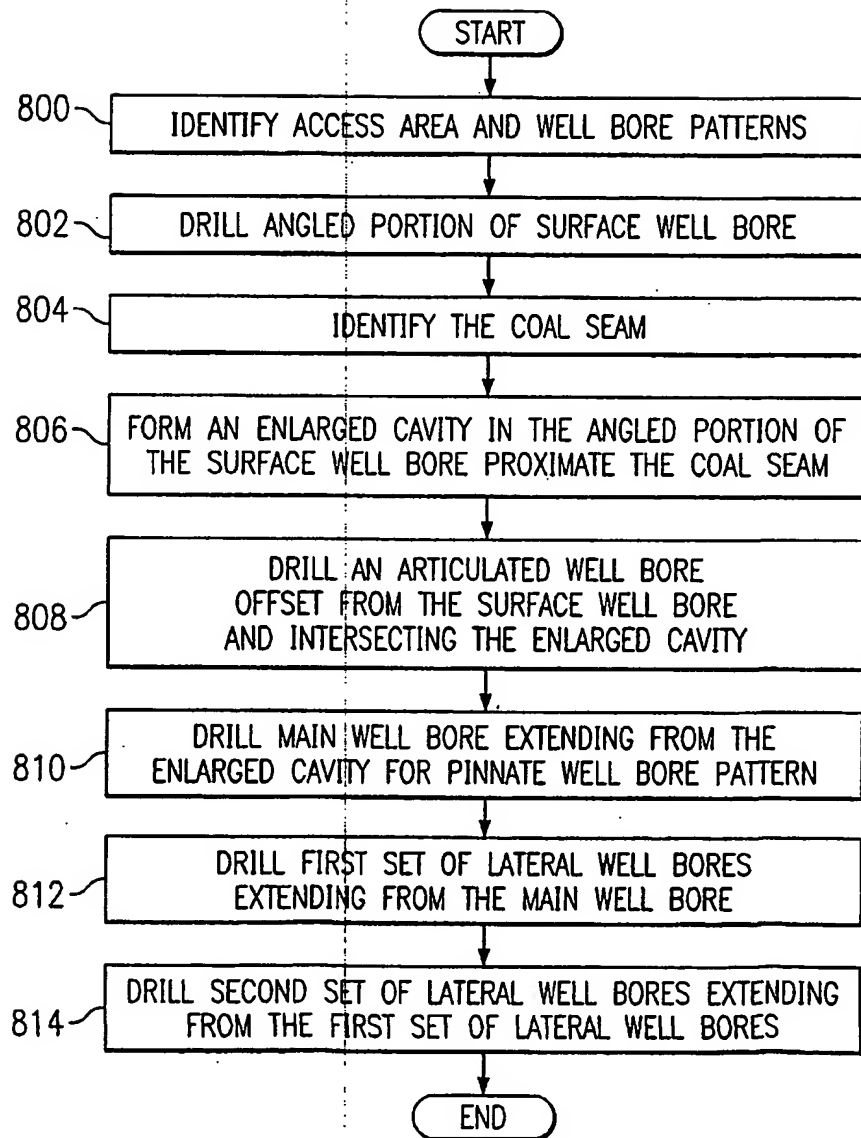 START
800
IDENTIFY ACCESS AREA AND WELL BORE PATTERNS
802
DRILL ANGLED PORTION OF SURFACE WELL BORE
804
IDENTIFY THE COAL SEAM
806
FORM AN ENLARGED CAVITY IN THE ANGLED PORTION OF
THE SURFACE WELL BORE PROXIMATE THE COAL SEAM
808
DRILL AN ARTICULATED WELL BORE
OFFSET FROM THE SURFACE WELL BORE
AND INTERSECTING THE ENLARGED CAVITY
810
DRILL MAIN WELL BORE EXTENDING FROM THE
ENLARGED CAVITY FOR PINNATE WELL BORE PATTERN
812
DRILL FIRST SET OF LATERAL WELL BORES
EXTENDING FROM THE MAIN WELL BORE
814
DRILL SECOND SET OF LATERAL WELL BORES EXTENDING
FROM THE FIRST SET OF LATERAL WELL BORES
END